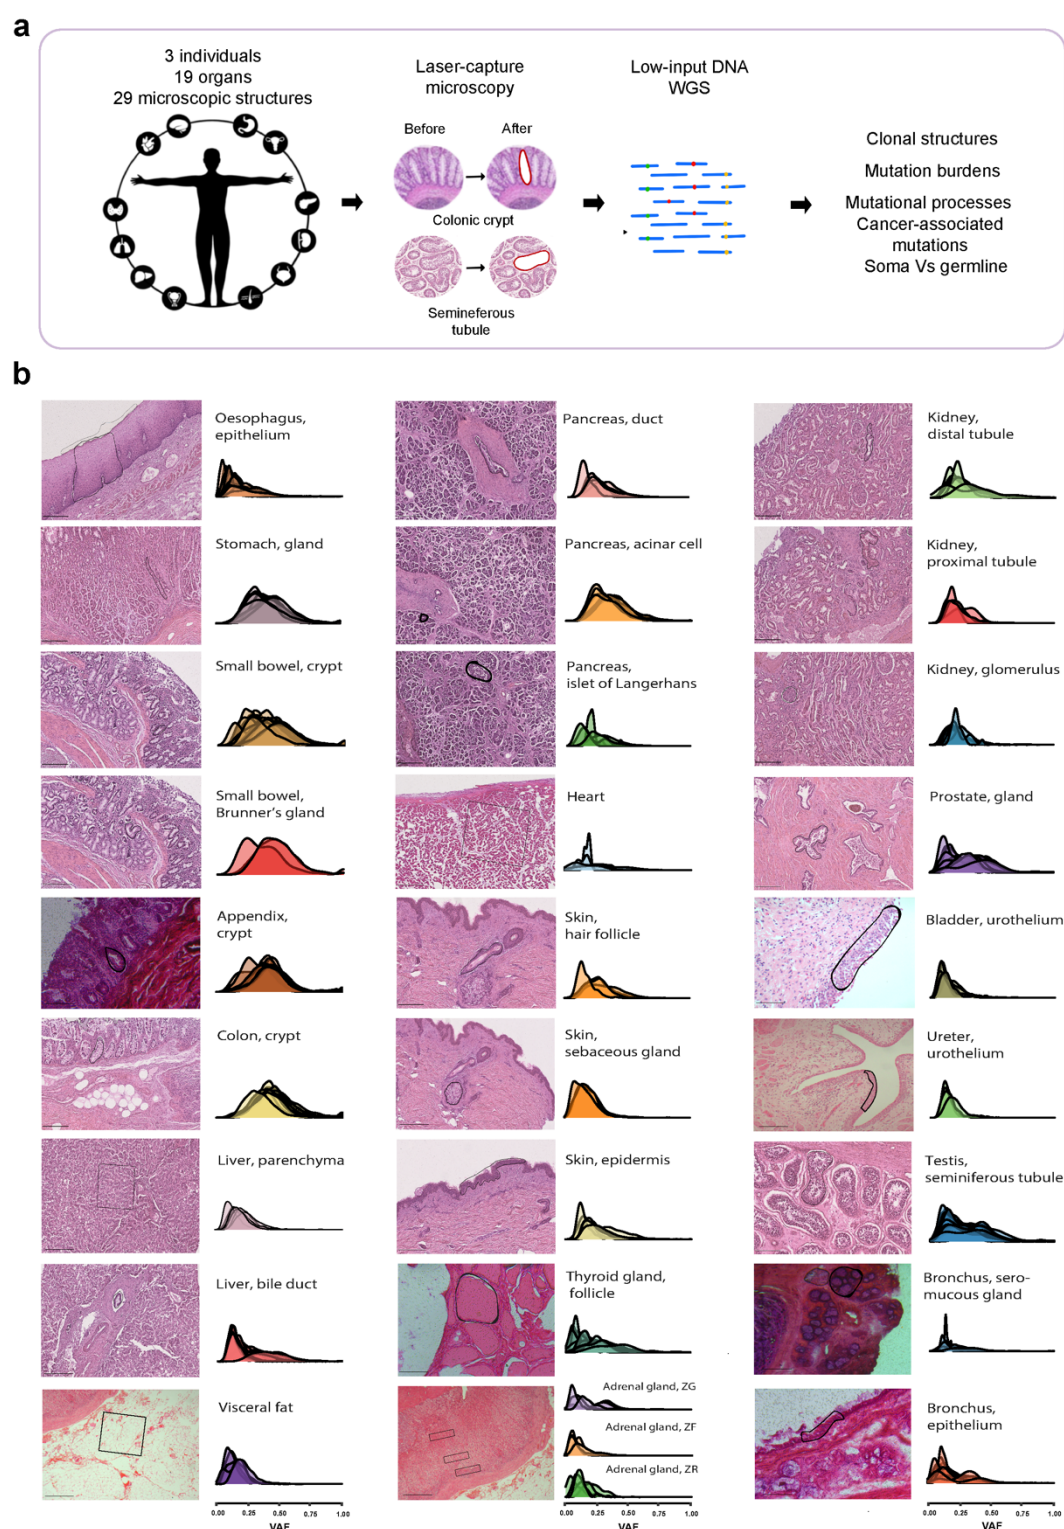 a
3 individuals
19 organs
29 microscopic structures
Laser-capture
microscopy
Before
After
Colonic crypt
Semineferous
tubule
Low-input DNA
WGS
Clonal structures
Mutation burdens
Mutational processes
Cancer-associated
mutations
Soma Vs germline
b
Oesophagus,
epithelium
Stomach, gland
Small bowel, crypt
Small bowel,
Brunner's gland
Appendix,
crypt
Colon, crypt
Liver, parenchyma
Liver, bile duct
Visceral fat
0.00 0.25 0.50 0.75 1.00
VAF
Pancreas, duct
Pancreas, acinar cell
Pancreas,
islet of Langerhans
Heart
Skin,
hair follicle
Skin,
sebaceous gland
Skin, epidermis
Thyroid gland,
follicle
Adrenal gland, ZG
Adrenal gland, ZF
Adrenal gland, ZR
0.00 0.25 0.50 0.75 1.00
VAF
Kidney,
distal tubule
Kidney,
proximal tubule
Kidney, glomerulus
Prostate, gland
Bladder, urothelium
Ureter,
urothelium
Testis,
seminiferous tubule
Bronchus, sero-
mucous gland
Bronchus,
epithelium
0.00 0.25 0.50 0.75 1.00
VAF